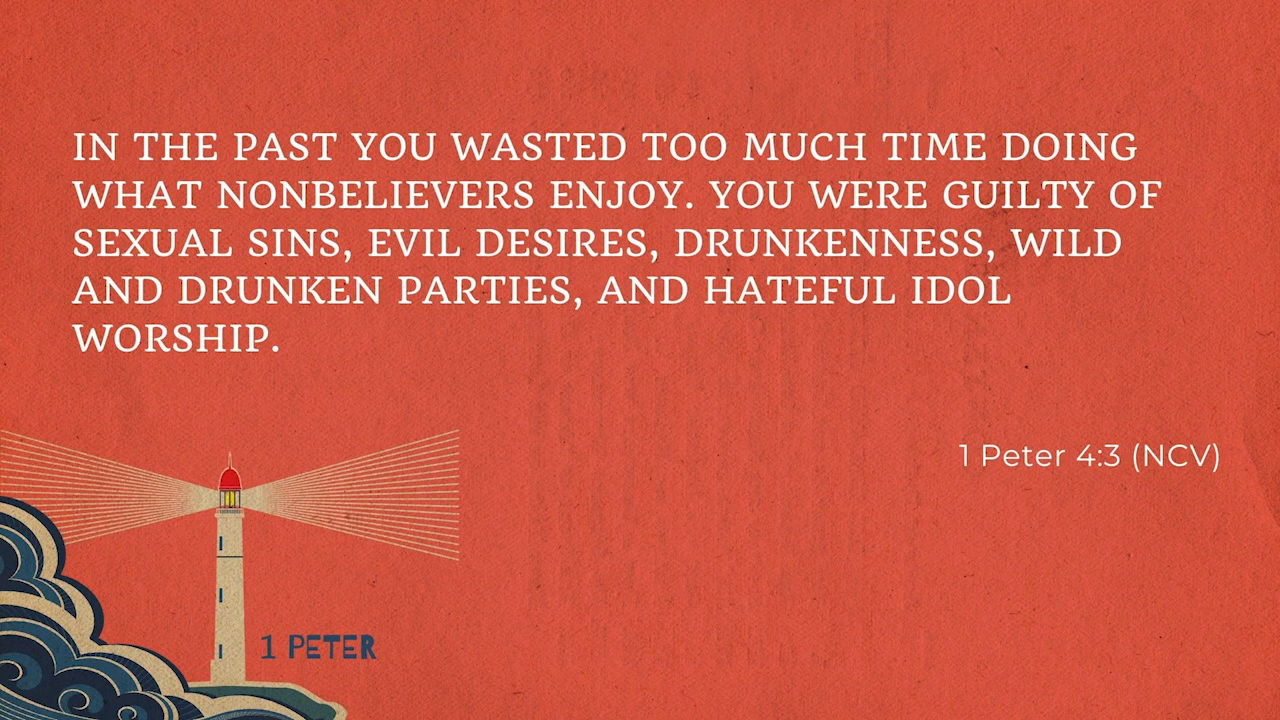 IN THE PAST YOU WASTED TOO MUCH TIME DOING
WHAT NONBELIEVERS ENJOY. YOU WERE GUILTY OF
SEXUAL SINS, EVIL DESIRES, DRUNKENNESS, WILD
AND DRUNKEN PARTIES, AND HATEFUL IDOL
WORSHIP.
1 Peter 4:3 (NCV)
1 PETER